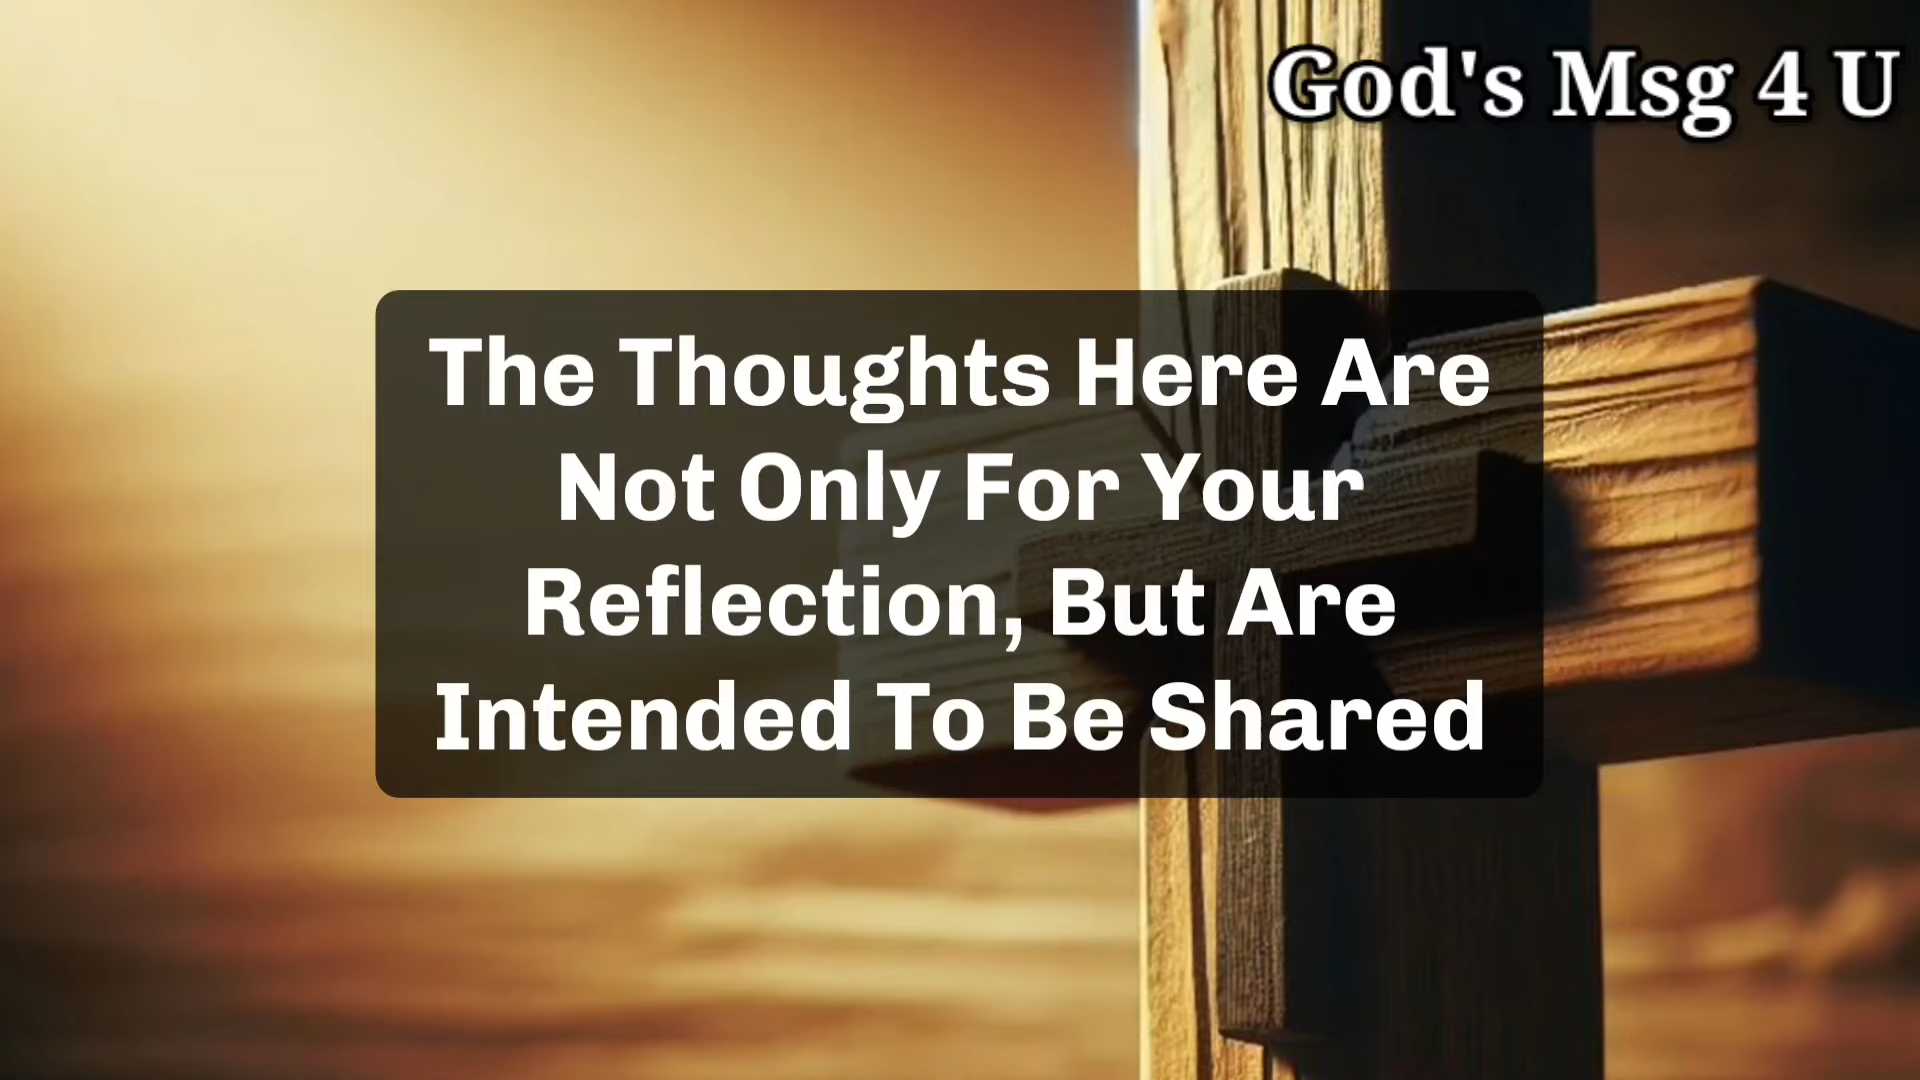 God's Msg 4 U
The Thoughts Here Are
Not Only For Your
Reflection, But Are
Intended To Be Shared